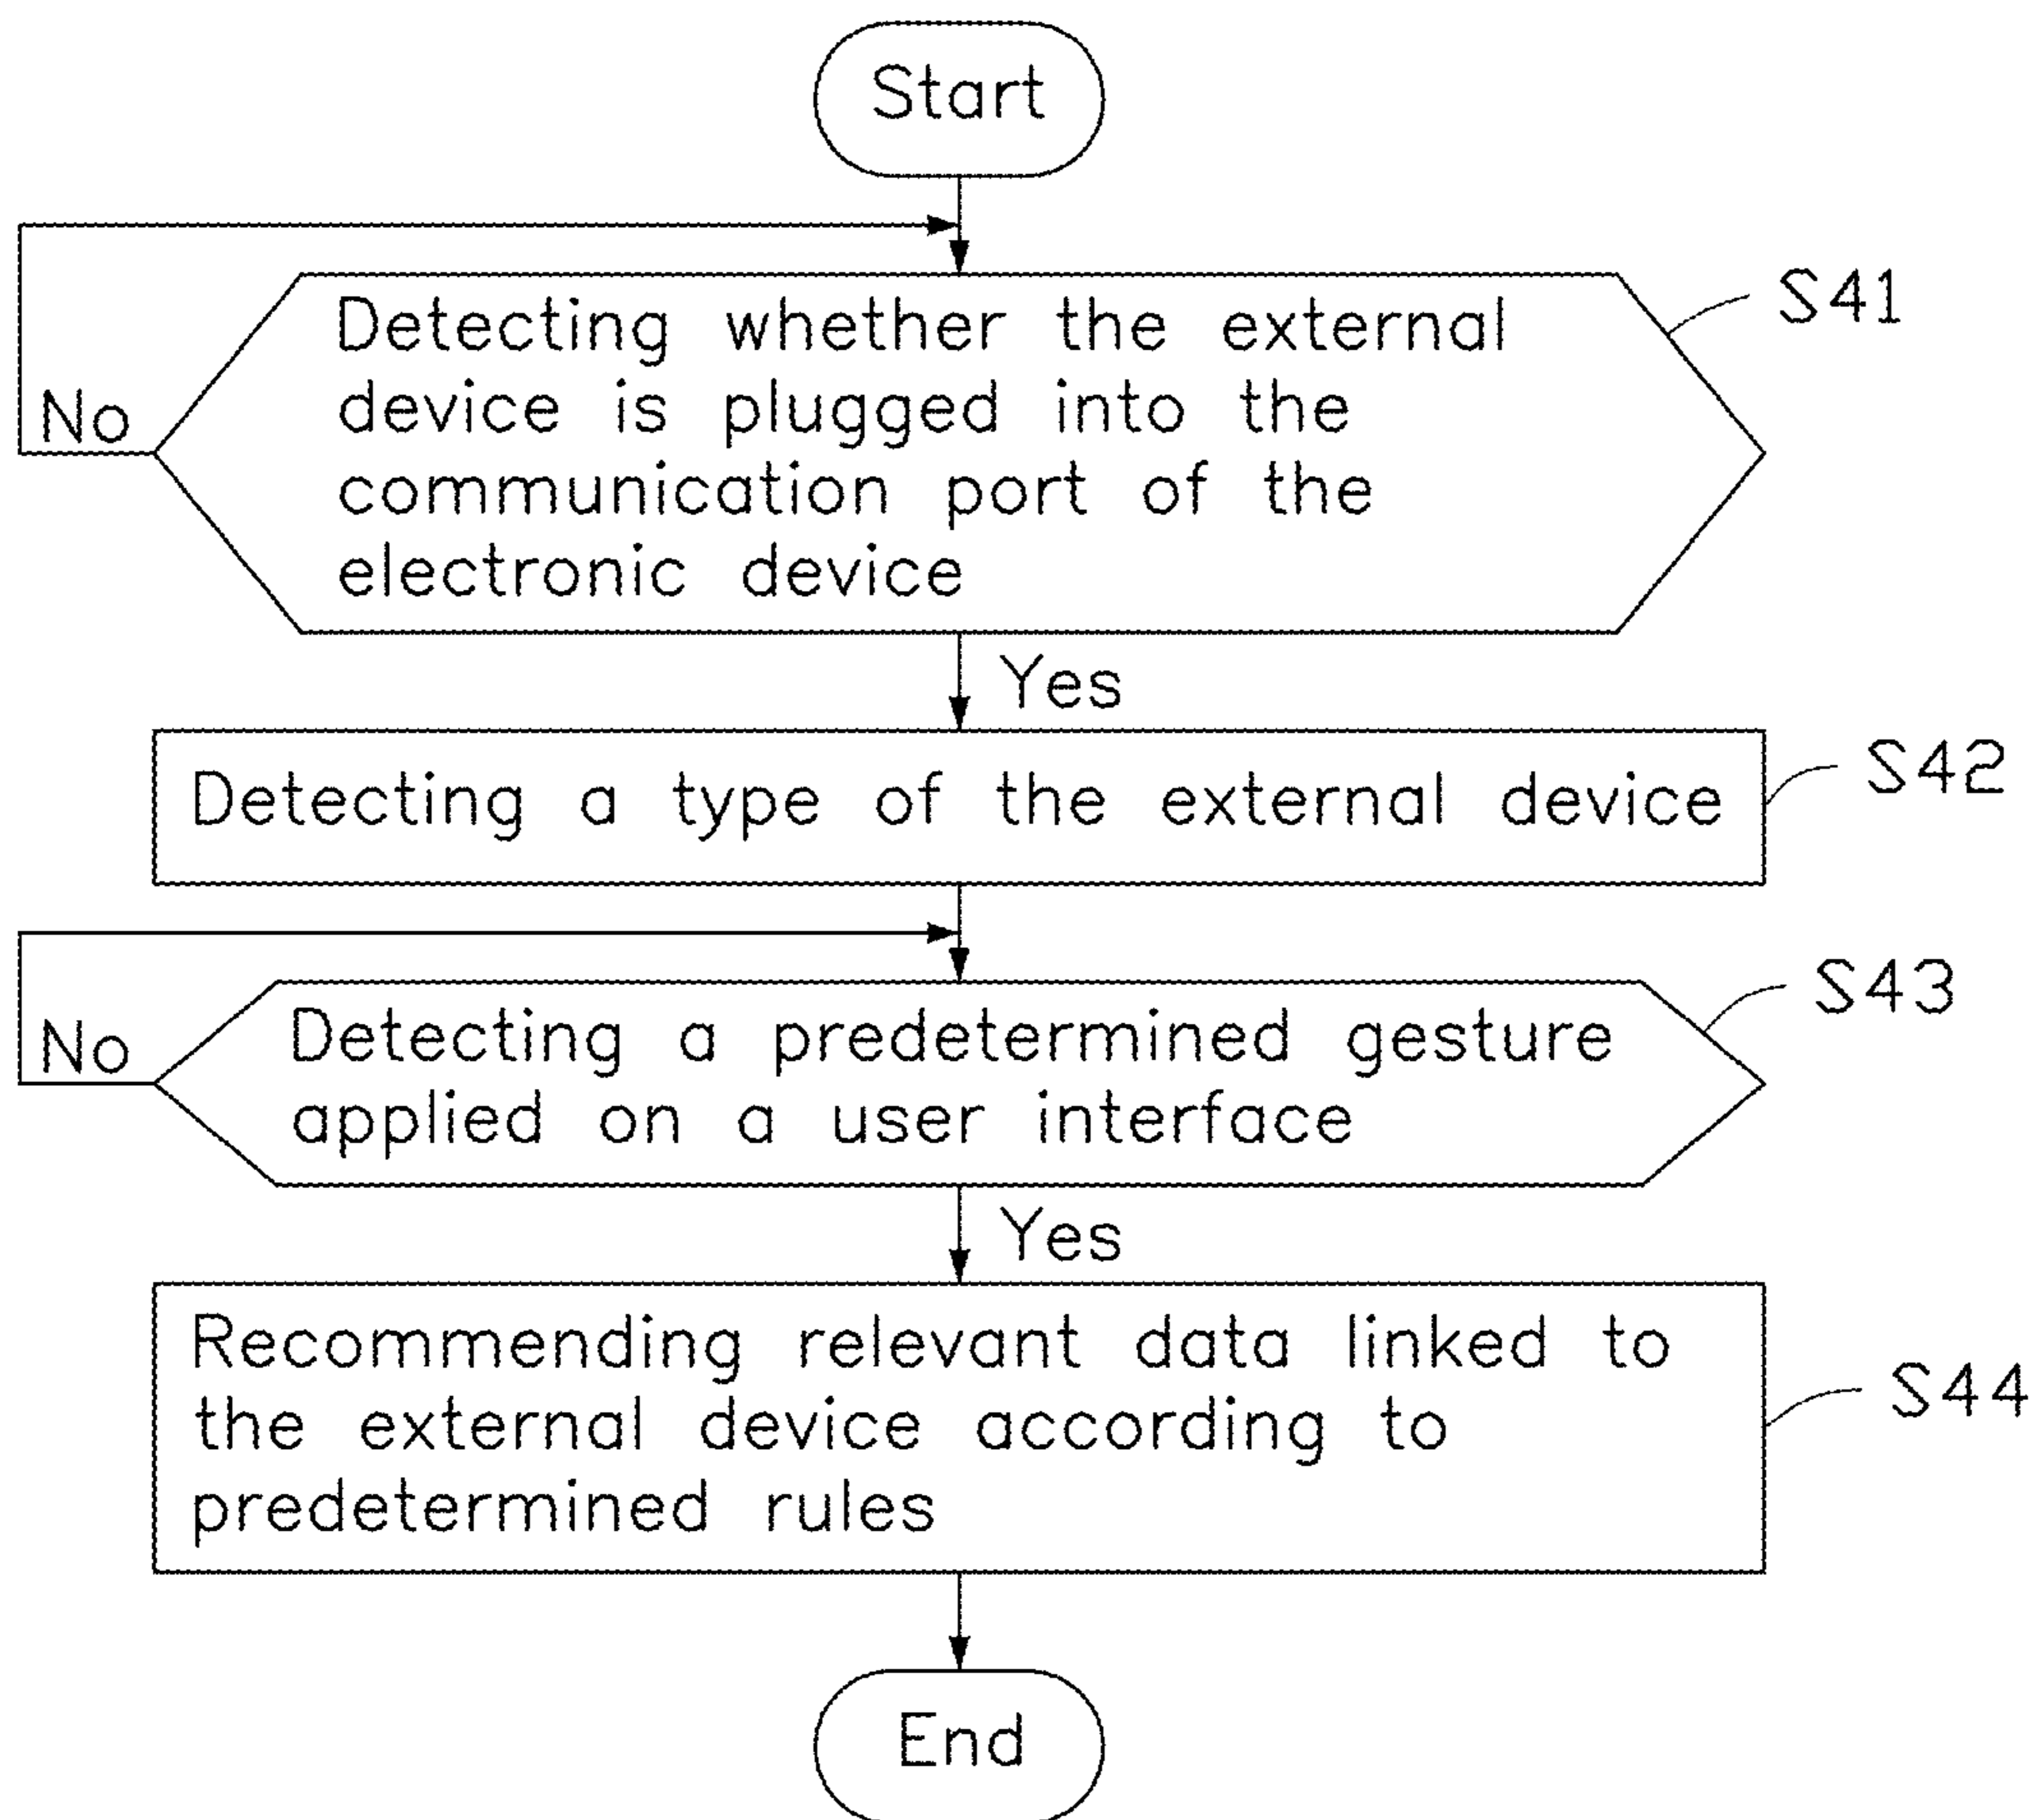 Start
Detecting whether the external
device is plugged into the
communication port of the
electronic device
S41
No
Yes
Detecting a type of the external device
S42
Detecting a predetermined gesture
applied on a user interface
S43
No
Yes
Recommending relevant data linked to
the external device according to
predetermined rules
S44
End